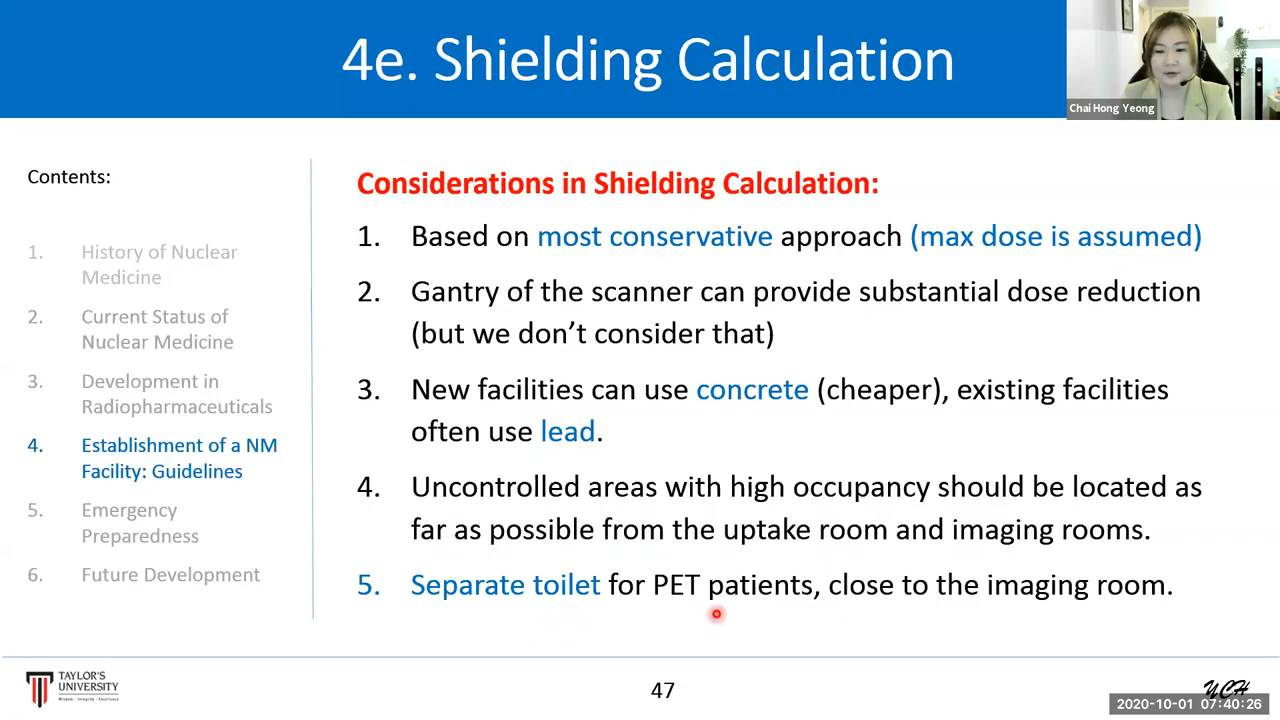 4e. Shielding Calculation
Chai Hong Yeong
Contents:
1. History of Nuclear
Medicine
2. Current Status of
Nuclear Medicine
3. Development in
Radiopharmaceuticals
4. Establishment of a NM
Facility: Guidelines
5. Emergency
Preparedness
6. Future Development
Considerations in Shielding Calculation:
1. Based on most conservative approach (max dose is assumed)
2. Gantry of the scanner can provide substantial dose reduction
(but we don’t consider that)
3. New facilities can use concrete (cheaper), existing facilities
often use lead.
4. Uncontrolled areas with high occupancy should be located as
far as possible from the uptake room and imaging rooms.
5. Separate toilet for PET patients, close to the imaging room.
TAYLOR'S
UNIVERSITY
47
YCH
2020-10-01 07:40:26